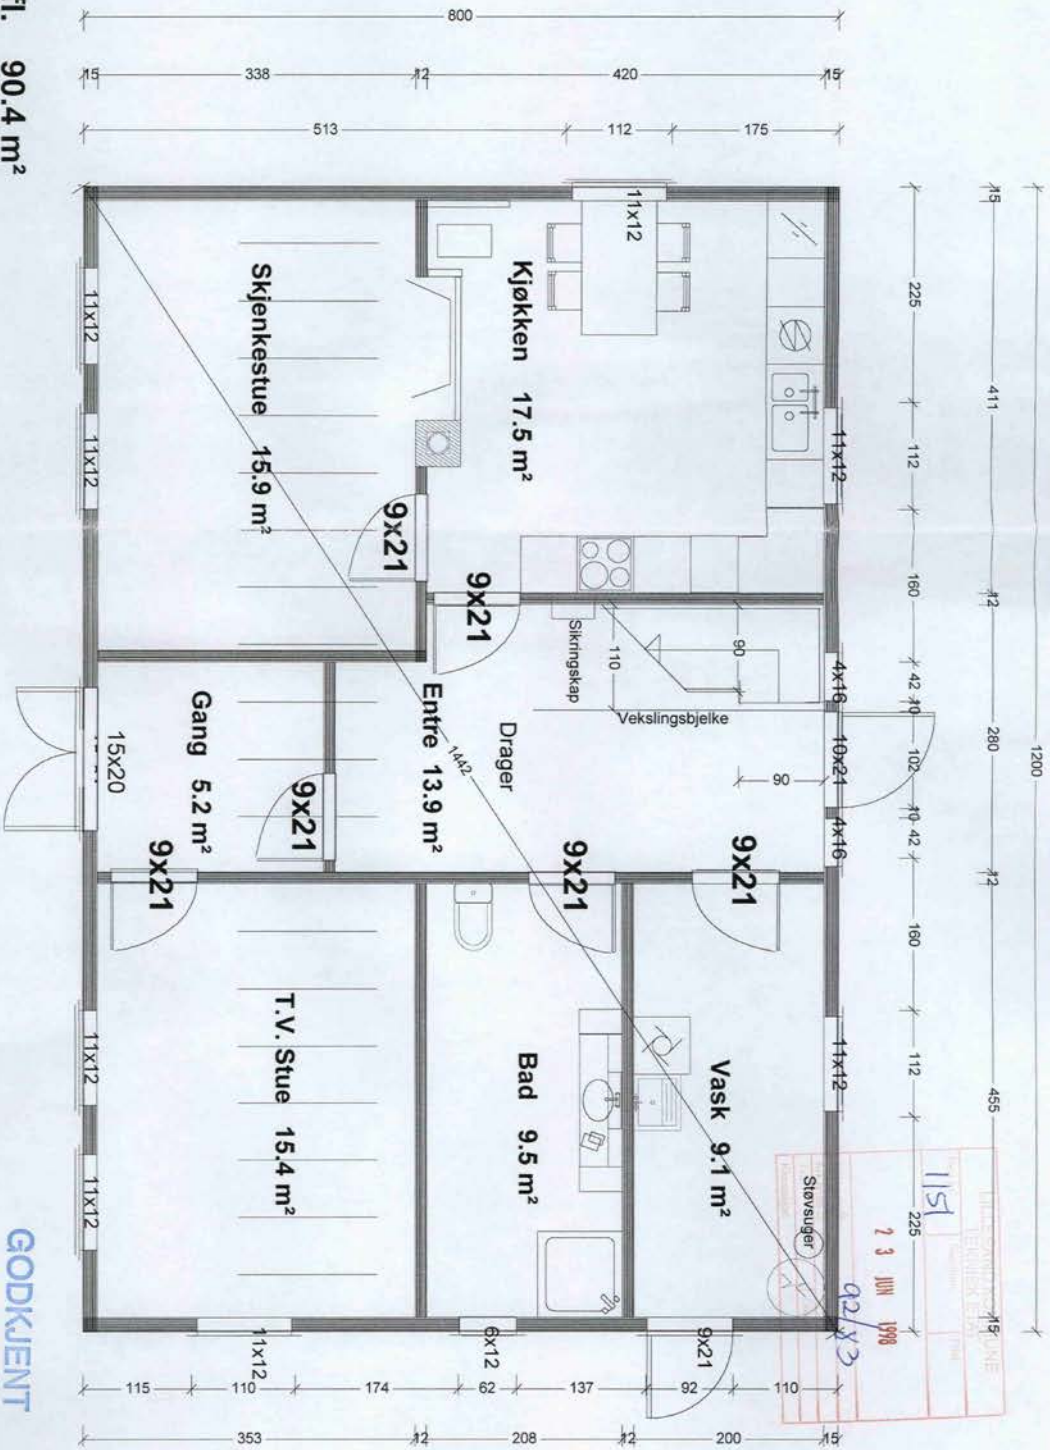 fl. 90.4 m²
800
15 338 12 420 15
513 112 175
1200
15 411 12 280 12 455 15
225 112 160 42 10 102 10 42 160 112 225
11x12
11x12
4x16
10x21
4x16
11x12
Kjøkken 17.5 m²
Skjenkestue 15.9 m²
9x21
9x21
Sikringskap
110
90
Vekslingsbjelke
90
Drager
Entre 13.9 m²
1442
Gang 5.2 m²
15x20
9x21
9x21
9x21
9x21
T.V. Stue 15.4 m²
Bad 9.5 m²
Vask 9.1 m²
Støvsuger
11x12
11x12
11x12
11x12
11x12
6x12
9x21
115 110 174 62 137 92 110
353 12 208 12 200 15
TEKNISK ETAT
1151
23 JUN 1998
92/83
GODKJENT